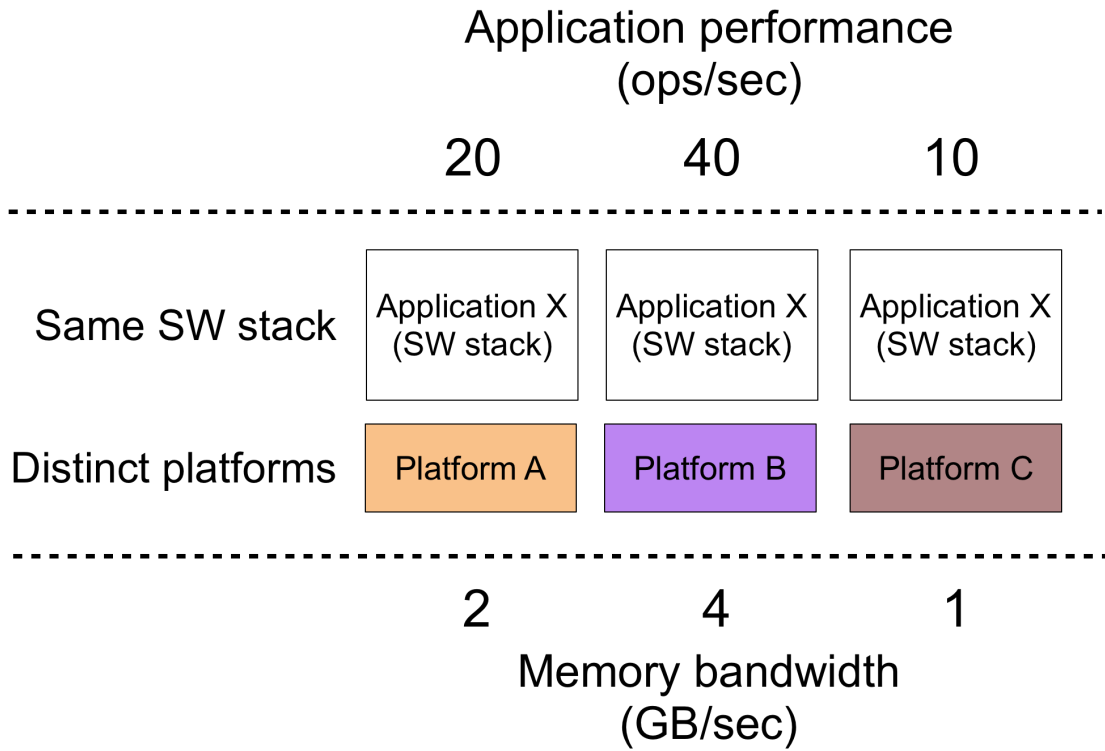 Application performance
(ops/sec)
20 40 10
Same SW stack
Application X
(SW stack)
Application X
(SW stack)
Application X
(SW stack)
Distinct platforms
Platform A
Platform B
Platform C
2 4 1
Memory bandwidth
(GB/sec)